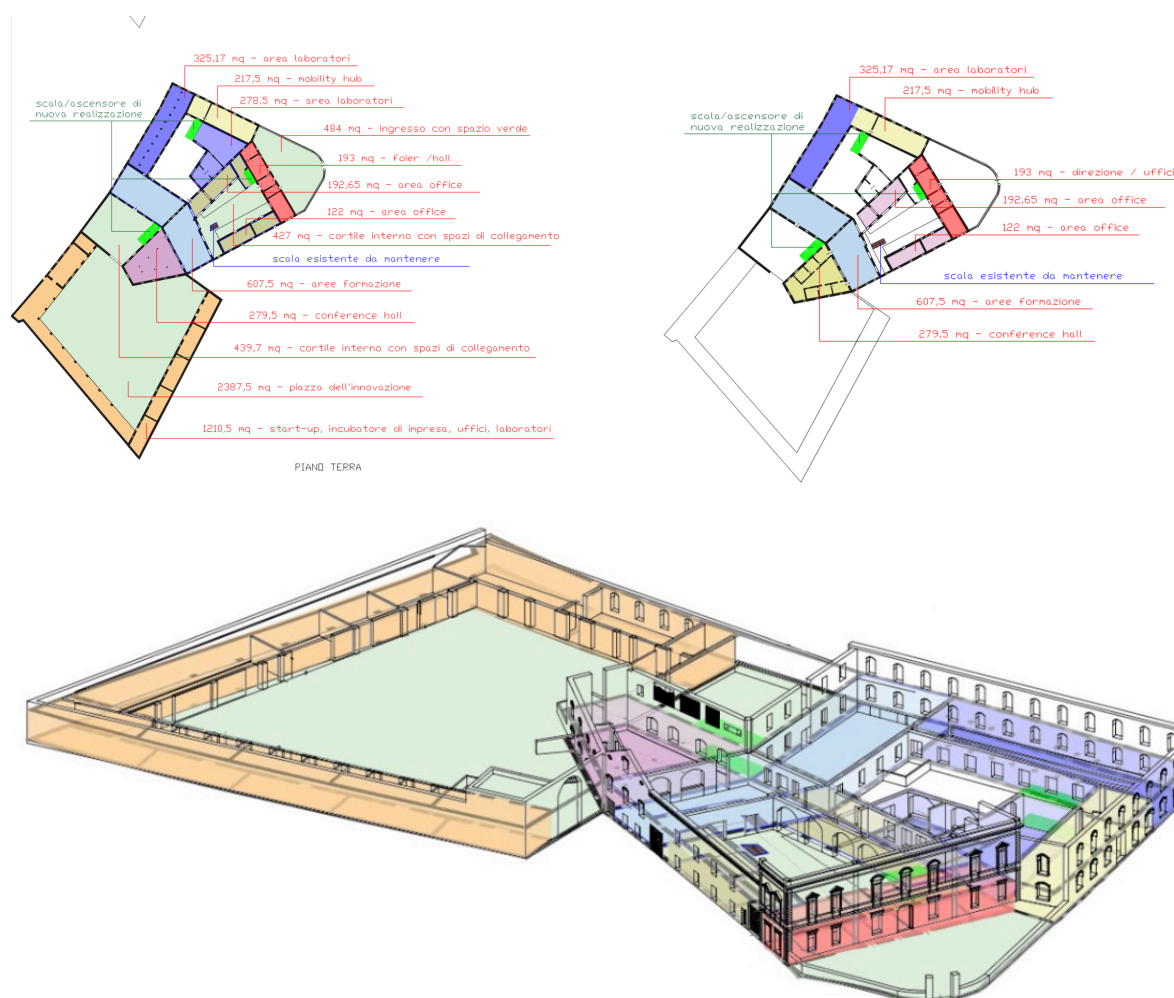 325,17 mq - area laboratori
217,5 mq - mobility hub
278,5 mq - area laboratori
scala/ascensore di
nuova realizzazione
484 mq - ingresso con spazio verde
193 mq - foier /hall
192,65 mq - area office
122 mq - area office
427 mq - cortile interno con spazi di collegamento
scala esistente da mantenere
607,5 mq - aree formazione
279,5 mq - conference hall
439,7 mq - cortile interno con spazi di collegamento
2387,5 mq - piazza dell'innovazione
1210,5 mq - start-up, incubatore di impresa, uffici, laboratori
PIANO TERRA
325,17 mq - area laboratori
217,5 mq - mobility hub
scala/ascensore di
nuova realizzazione
193 mq - direzione / uffici
192,65 mq - area office
122 mq - area office
scala esistente da mantenere
607,5 mq - aree formazione
279,5 mq - conference hall